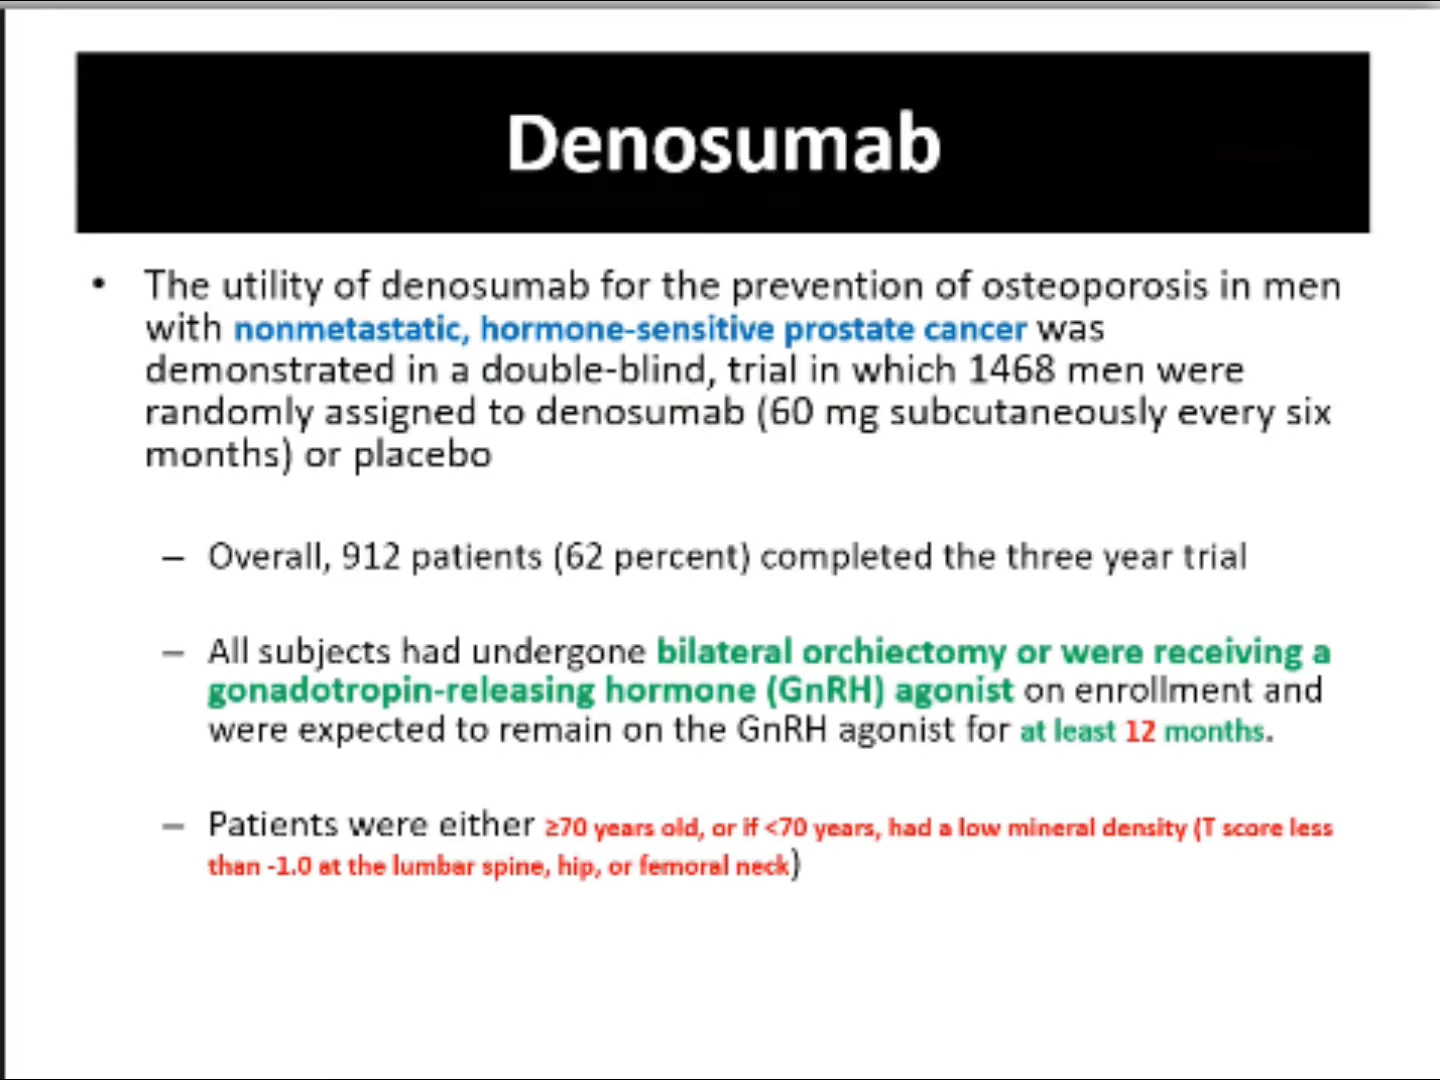 Denosumab
• The utility of denosumab for the prevention of osteoporosis in men
with nonmetastatic, hormone-sensitive prostate cancer was
demonstrated in a double-blind, trial in which 1468 men were
randomly assigned to denosumab (60 mg subcutaneously every six
months) or placebo
– Overall, 912 patients (62 percent) completed the three year trial
– All subjects had undergone bilateral orchiectomy or were receiving a
gonadotropin-releasing hormone (GnRH) agonist on enrollment and
were expected to remain on the GnRH agonist for at least 12 months.
– Patients were either ≥70 years old, or if <70 years, had a low mineral density (T score less
than -1.0 at the lumbar spine, hip, or femoral neck)